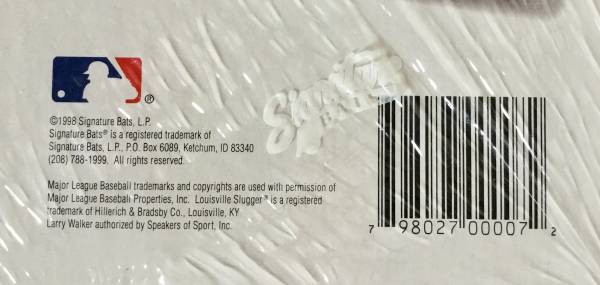 ®
Signature
BATS
©1998 Signature Bats, L.P.
Signature Bats® is a registered trademark of
Signature Bats, L.P., P.O. Box 6089, Ketchum, ID 83340
(208) 788-1999. All rights reserved.
Major League Baseball trademarks and copyrights are used with permission of
Major League Baseball Properties, Inc. Louisville Slugger® is a registered
trademark of Hillerich & Bradsby Co., Louisville, KY
Larry Walker authorized by Speakers of Sport, Inc.
7 98027 00007 2